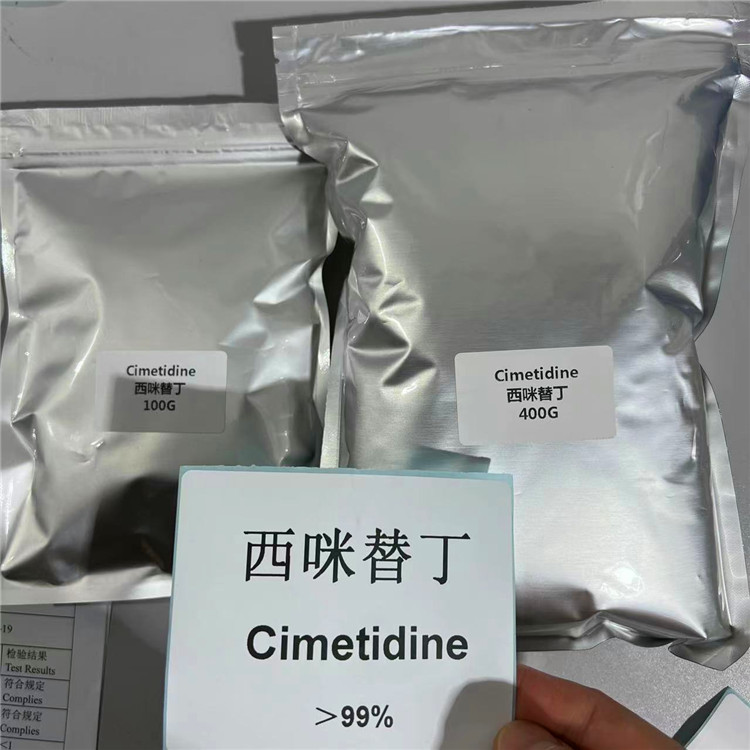 Cimetidine
西咪替丁
100G
Cimetidine
西咪替丁
400G
西咪替丁
Cimetidine
＞99%
-19
检验结果
Test Results
符合规定
Complies
符合规定
Complies